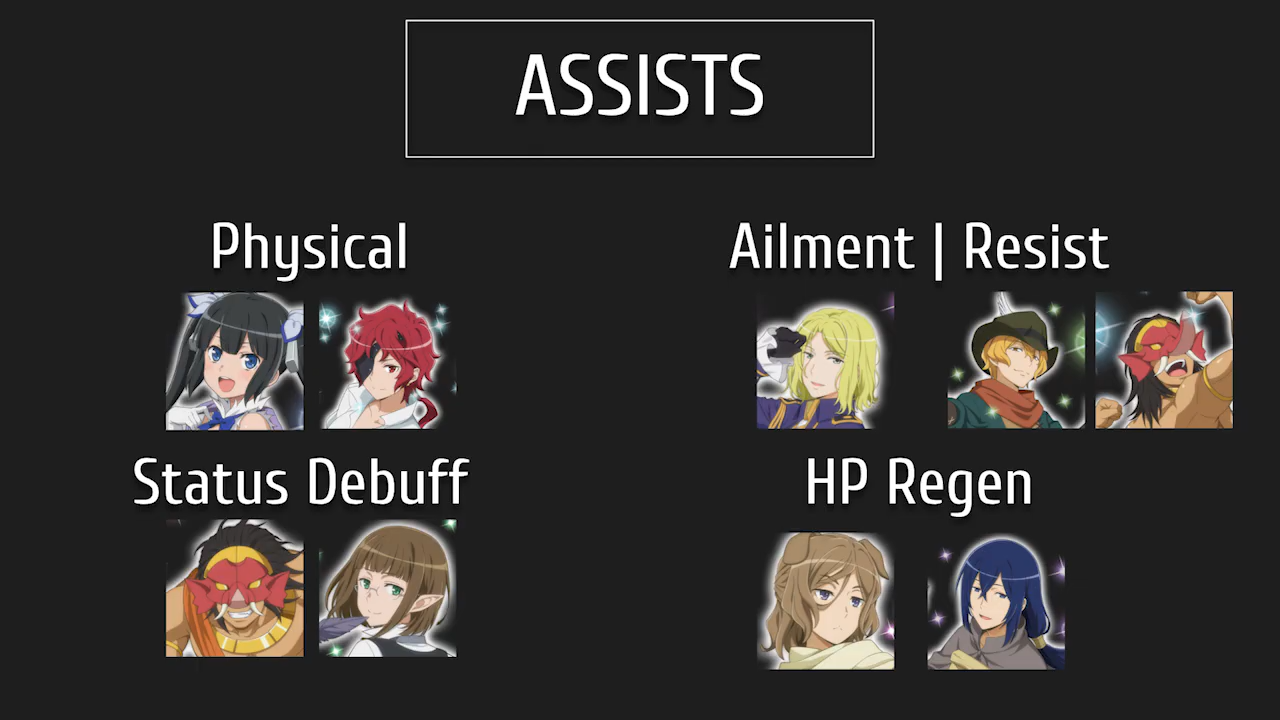 ASSISTS
Physical
Ailment | Resist
Status Debuff
HP Regen